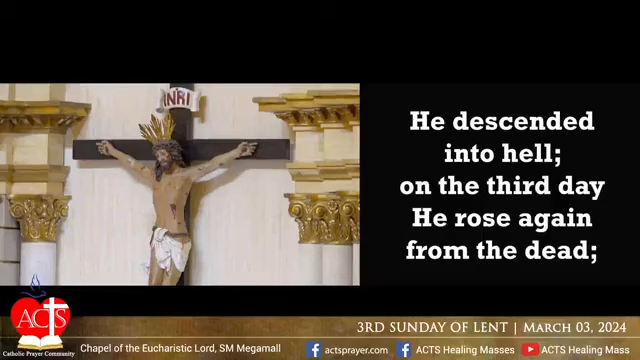 INRI
He descended
into hell;
on the third day
He rose again
from the dead;
3RD SUNDAY OF LENT | MARCH 03, 2024
ACTS
Catholic Prayer Community
Chapel of the Eucharistic Lord, SM Megamall
actsprayer.com
ACTS Healing Masses
ACTS Healing Mass